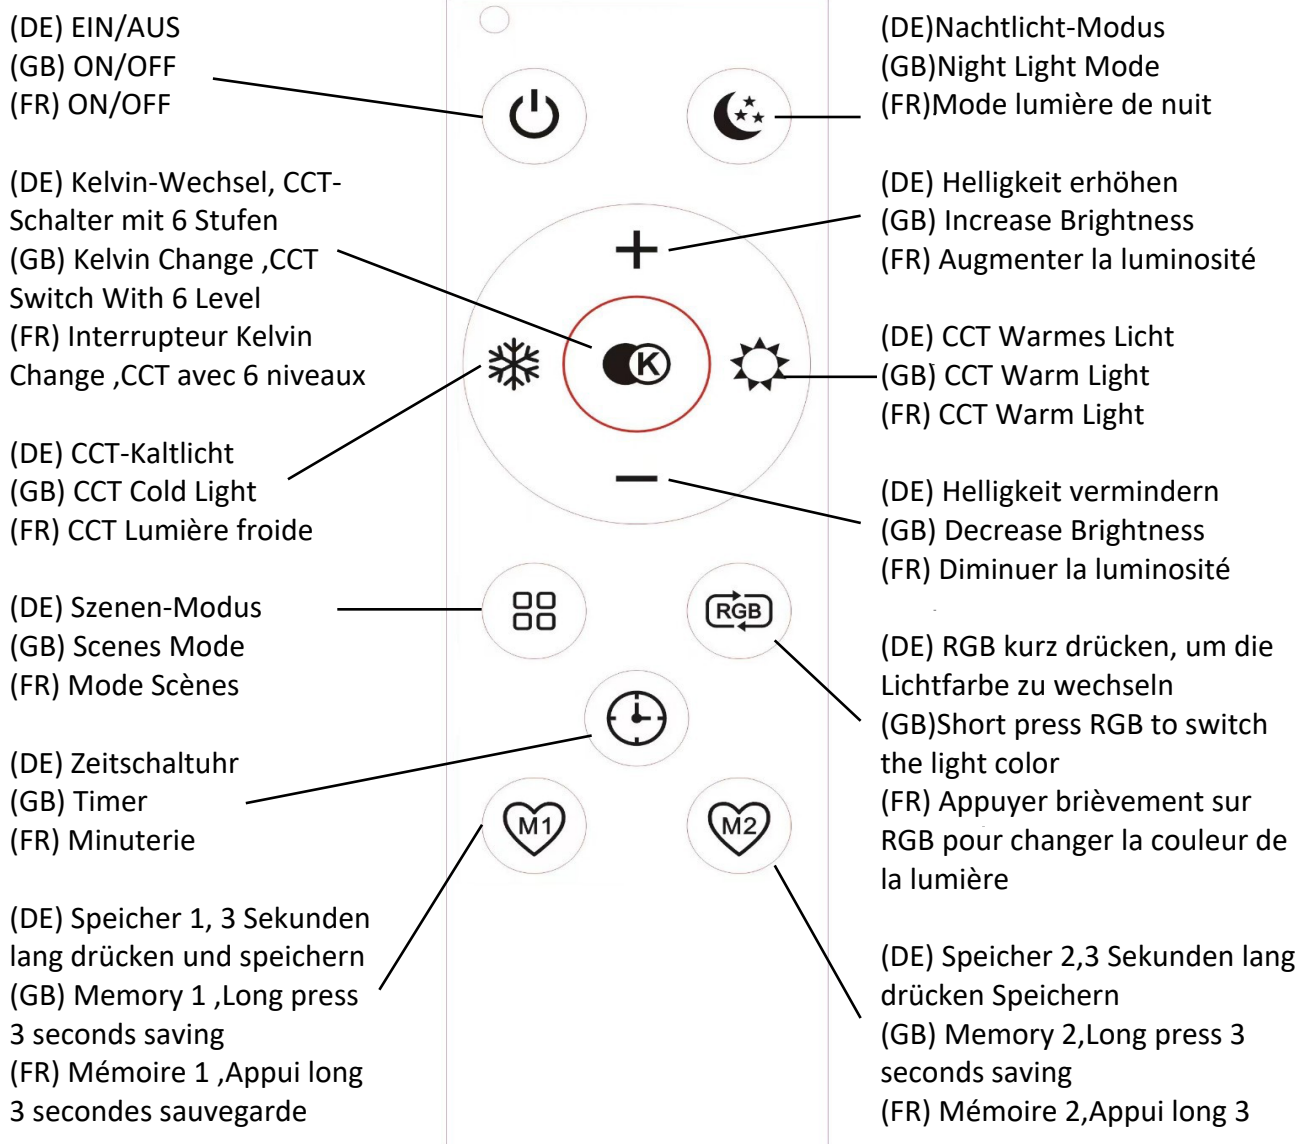 (DE) EIN/AUS
(GB) ON/OFF
(FR) ON/OFF
(DE) Kelvin-Wechsel, CCT-
Schalter mit 6 Stufen
(GB) Kelvin Change ,CCT
Switch With 6 Level
(FR) Interrupteur Kelvin
Change ,CCT avec 6 niveaux
(DE) CCT-Kaltlicht
(GB) CCT Cold Light
(FR) CCT Lumière froide
(DE) Szenen-Modus
(GB) Scenes Mode
(FR) Mode Scènes
(DE) Zeitschaltuhr
(GB) Timer
(FR) Minuterie
(DE) Speicher 1, 3 Sekunden
lang drücken und speichern
(GB) Memory 1 ,Long press
3 seconds saving
(FR) Mémoire 1 ,Appui long
3 secondes sauvegarde
K
RGB
M1
M2
(DE)Nachtlicht-Modus
(GB)Night Light Mode
(FR)Mode lumière de nuit
(DE) Helligkeit erhöhen
(GB) Increase Brightness
(FR) Augmenter la luminosité
(DE) CCT Warmes Licht
(GB) CCT Warm Light
(FR) CCT Warm Light
(DE) Helligkeit vermindern
(GB) Decrease Brightness
(FR) Diminuer la luminosité
(DE) RGB kurz drücken, um die
Lichtfarbe zu wechseln
(GB)Short press RGB to switch
the light color
(FR) Appuyer brièvement sur
RGB pour changer la couleur de
la lumière
(DE) Speicher 2,3 Sekunden lang
drücken Speichern
(GB) Memory 2,Long press 3
seconds saving
(FR) Mémoire 2,Appui long 3